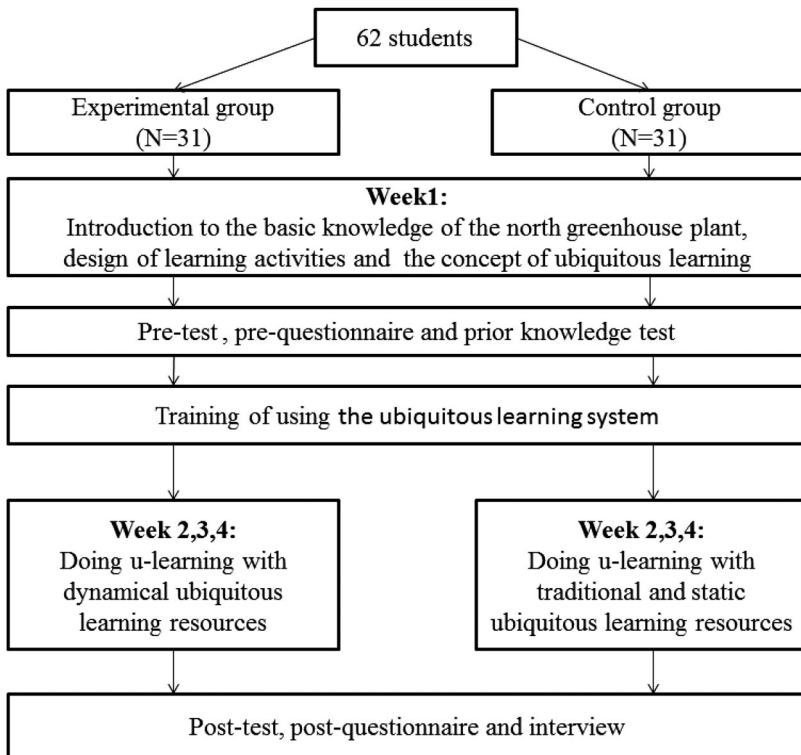 62 students
Experimental group
(N=31)
Control group
(N=31)
Week1:
Introduction to the basic knowledge of the north greenhouse plant,
design of learning activities and the concept of ubiquitous learning
Pre-test , pre-questionnaire and prior knowledge test
Training of using the ubiquitous learning system
Week 2,3,4:
Doing u-learning with
dynamical ubiquitous
learning resources
Week 2,3,4:
Doing u-learning with
traditional and static
ubiquitous learning resources
Post-test, post-questionnaire and interview